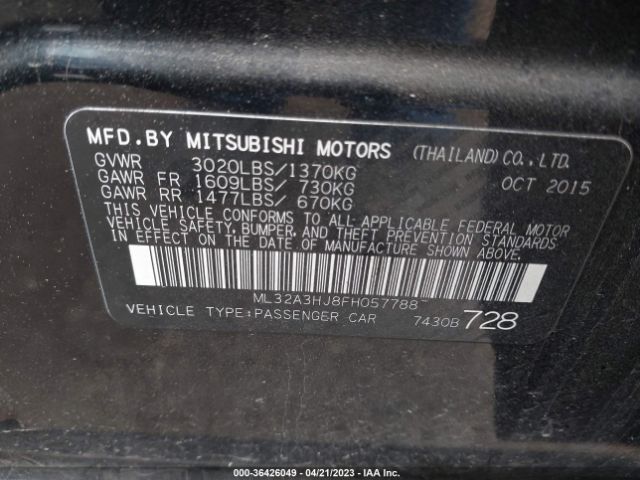 MFD.BY MITSUBISHI MOTORS (THAILAND) CO., LTD.
GVWR 3020LBS/1370KG OCT 2015
GAWR FR 1609LBS/ 730KG
GAWR RR 1477LBS/ 670KG
THIS VEHICLE CONFORMS TO ALL APPLICABLE FEDERAL MOTOR
VEHICLE SAFETY, BUMPER, AND THEFT PREVENTION STANDARDS
IN EFFECT ON THE DATE OF MANUFACTURE SHOWN ABOVE.
ML32A3HJ8FH057788
VEHICLE TYPE:PASSENGER CAR 7430B 728
000-36426049 - 04/21/2023 - IAA Inc.